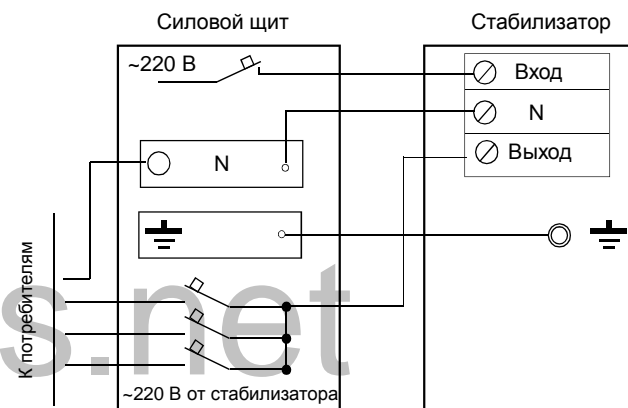 Силовой щит
Стабилизатор
~220 В
Вход
N
N
Выход
К потребителям
s.net
~220 В от стабилизатора